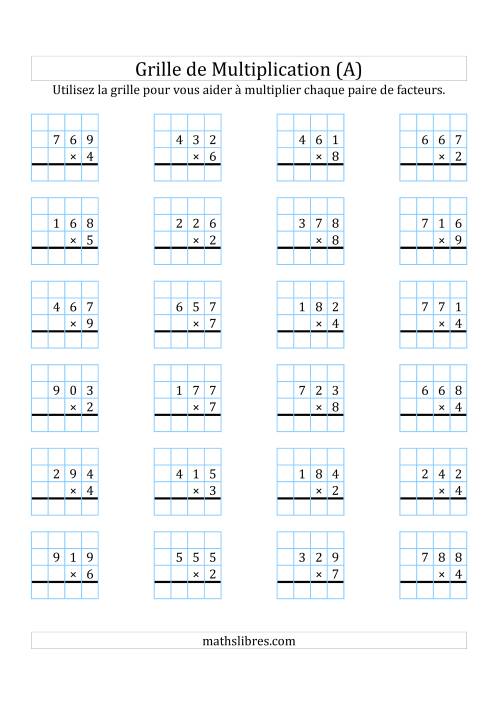 Grille de Multiplication (A)
Utilisez la grille pour vous aider à multiplier chaque paire de facteurs.
7 6 9 4 3 2 4 6 1 6 6 7
× 4 × 6 × 8 × 2
1 6 8 2 2 6 3 7 8 7 1 6
× 5 × 2 × 8 × 9
4 6 7 6 5 7 1 8 2 7 7 1
× 9 × 7 × 4 × 4
9 0 3 1 7 7 7 2 3 6 6 8
× 2 × 7 × 8 × 4
2 9 4 4 1 5 1 8 4 2 4 2
× 4 × 3 × 2 × 4
9 1 9 5 5 5 3 2 9 7 8 8
× 6 × 2 × 7 × 4
mathslibres.com